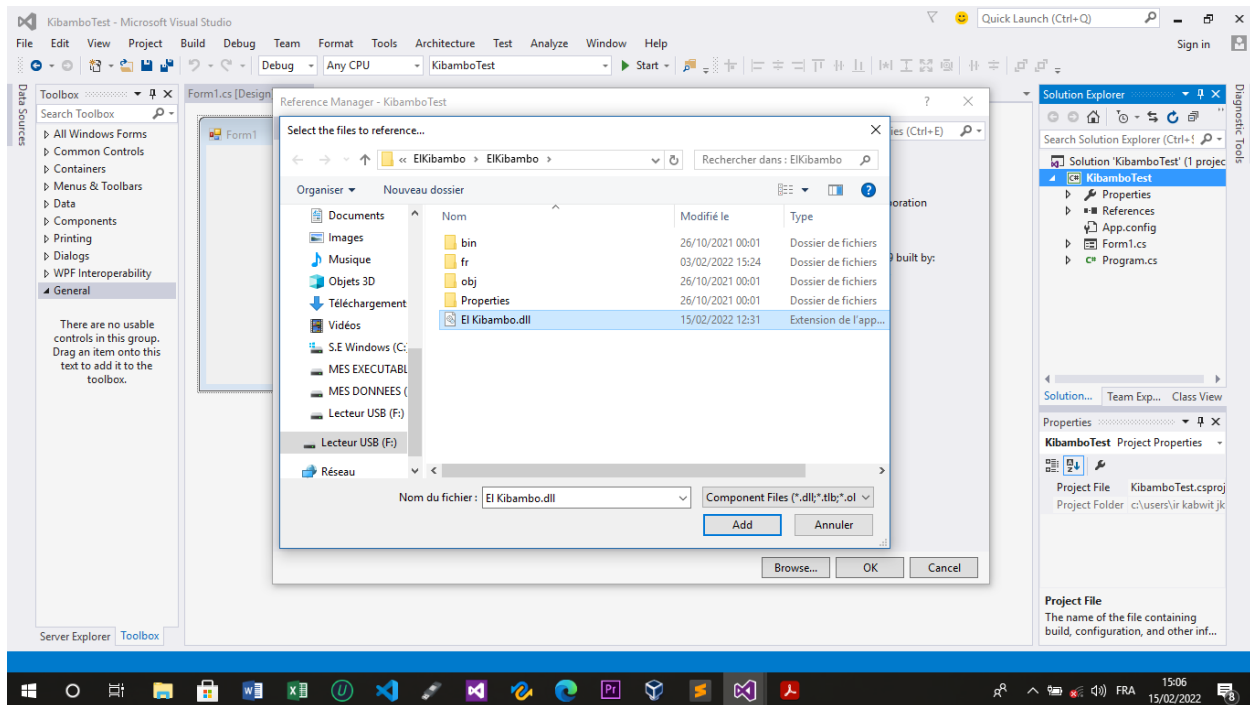 KibamboTest - Microsoft Visual Studio
Quick Launch (Ctrl+Q)
File Edit View Project Build Debug Team Format Tools Architecture Test Analyze Window Help
Sign in
Debug Any CPU KibamboTest Start
Data Sources
Toolbox
Search Toolbox
All Windows Forms
Common Controls
Containers
Menus & Toolbars
Data
Components
Printing
Dialogs
WPF Interoperability
General
There are no usable
controls in this group.
Drag an item onto this
text to add it to the
toolbox.
Server Explorer Toolbox
Form1.cs [Design
Form1
Reference Manager - KibamboTest
ies (Ctrl+E)
oration
built by:
Select the files to reference...
« ElKibambo > ElKibambo >
Rechercher dans : ElKibambo
Organiser Nouveau dossier
Documents
Images
Musique
Objets 3D
Téléchargement
Vidéos
S.E Windows (C:
MES EXECUTABL
MES DONNEES (
Lecteur USB (F:)
Lecteur USB (F:)
Réseau
Nom Modifié le Type
bin 26/10/2021 00:01 Dossier de fichiers
fr 03/02/2022 15:24 Dossier de fichiers
obj 26/10/2021 00:01 Dossier de fichiers
Properties 26/10/2021 00:01 Dossier de fichiers
El Kibambo.dll 15/02/2022 12:31 Extension de l'app...
Nom du fichier : El Kibambo.dll Component Files (*.dll;*.tlb;*.ol
Add Annuler
Browse... OK Cancel
Solution Explorer
Search Solution Explorer (Ctrl+;
Solution 'KibamboTest' (1 projec
KibamboTest
Properties
References
App.config
Form1.cs
Program.cs
Solution... Team Exp... Class View
Properties
KibamboTest Project Properties
Project File KibamboTest.csproj
Project Folder c:\users\ir kabwit jk
Project File
The name of the file containing
build, configuration, and other inf...
Diagnostic Tools
FRA
15:06
15/02/2022
8